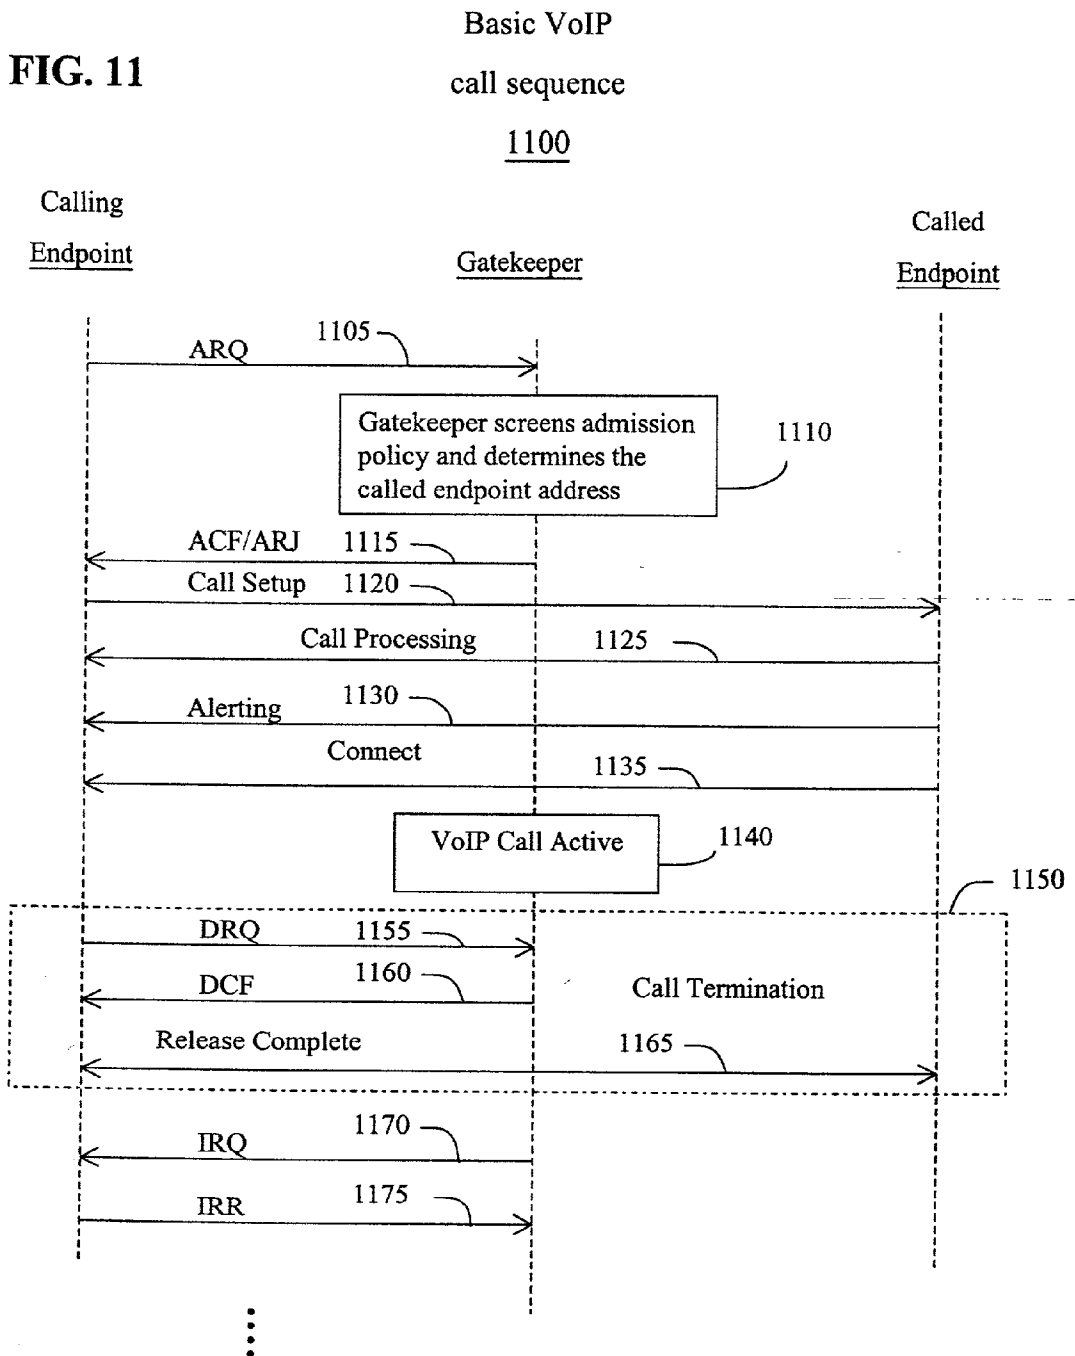 Basic VoIP
FIG. 11
call sequence
1100
Calling
Endpoint
Gatekeeper
Called
Endpoint
ARQ 1105
Gatekeeper screens admission
policy and determines the
called endpoint address
1110
ACF/ARJ 1115
Call Setup 1120
Call Processing 1125
Alerting 1130
Connect
1135
VoIP Call Active
1140
1150
DRQ 1155
DCF 1160
Call Termination
Release Complete 1165
IRQ 1170
IRR 1175